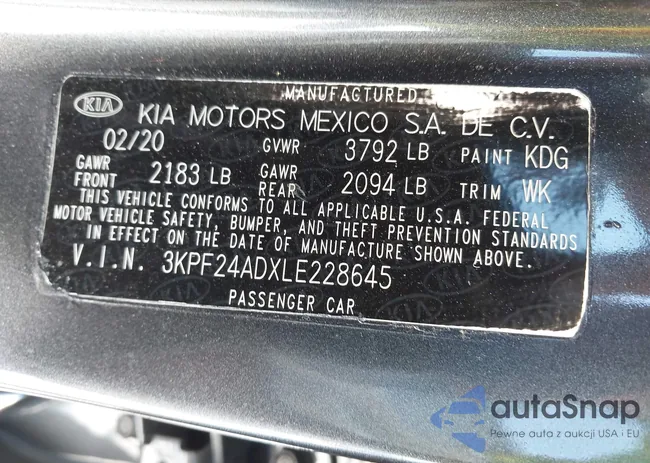 MANUFACTURED
KIA KIA MOTORS MEXICO S.A. DE C.V.
02/20 GVWR 3792 LB PAINT KDG
GAWR FRONT 2183 LB GAWR REAR 2094 LB TRIM WK
THIS VEHICLE CONFORMS TO ALL APPLICABLE U.S.A. FEDERAL
MOTOR VEHICLE SAFETY, BUMPER, AND THEFT PREVENTION STANDARDS
IN EFFECT ON THE DATE OF MANUFACTURE SHOWN ABOVE.
V.I.N. 3KPF24ADXLE228645
PASSENGER CAR
autaSnap
Pewne auta z aukcji USA i EU